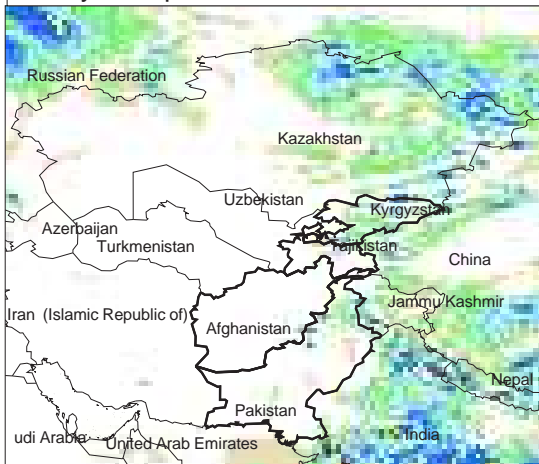 Russian Federation
Kazakhstan
Uzbekistan
Kyrgyzstan
Azerbaijan
Turkmenistan
Tajikistan
China
Jammu Kashmir
Iran (Islamic Republic of)
Afghanistan
Nepal
Pakistan
udi Arabia
United Arab Emirates
India